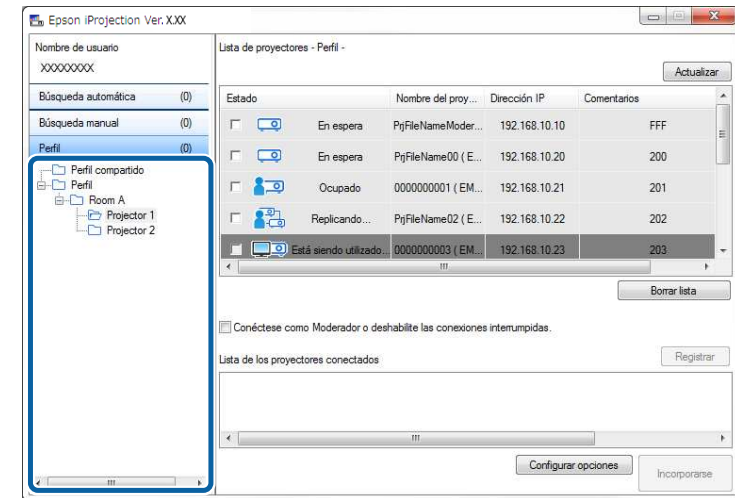 Epson iProjection Ver. X.XX
Nombre de usuario
XXXXXXXX
Búsqueda automática (0)
Búsqueda manual (0)
Perfil (0)
Perfil compartido
Perfil
Room A
Projector 1
Projector 2
Lista de proyectores - Perfil -
Actualizar
Estado Nombre del proy... Dirección IP Comentarios
En espera PrjFileNameModer... 192.168.10.10 FFF
En espera PrjFileName00 ( E... 192.168.10.20 200
Ocupado 0000000001 ( EM... 192.168.10.21 201
Replicando... PrjFileName02 ( E... 192.168.10.22 202
Está siendo utilizado... 0000000003 ( EM... 192.168.10.23 203
Borrar lista
Conéctese como Moderador o deshabilite las conexiones interrumpidas.
Lista de los proyectores conectados
Registrar
Configurar opciones
Incorporarse